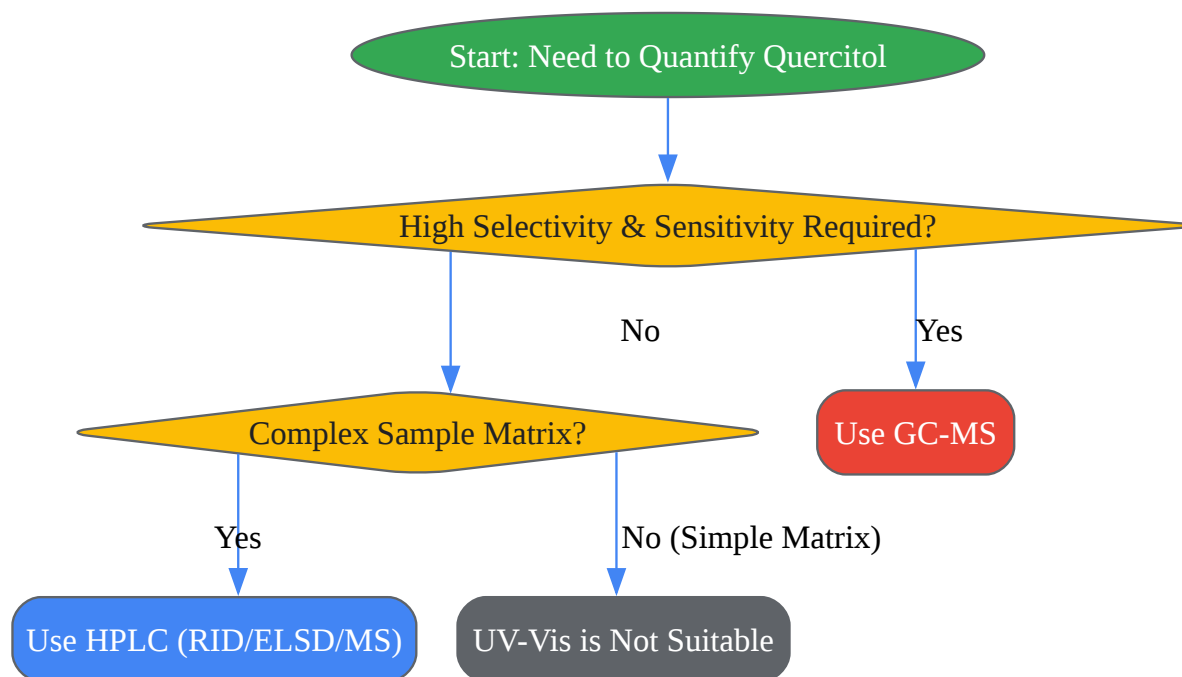 Start: Need to Quantify Quercitol
High Selectivity & Sensitivity Required?
No
Yes
Complex Sample Matrix?
Use GC-MS
Yes
No (Simple Matrix)
Use HPLC (RID/ELSD/MS)
UV-Vis is Not Suitable